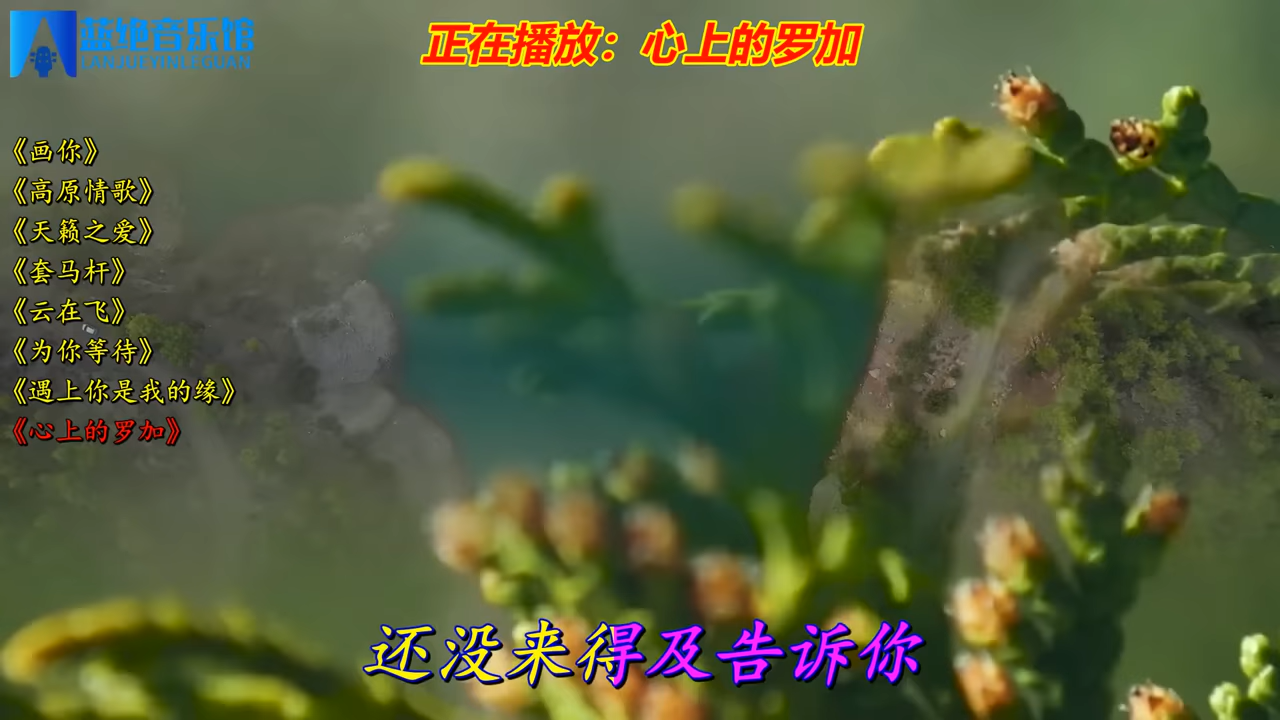 蓝绝音乐馆
LANJUEYINLEGUAN
正在播放：心上的罗加
《画你》
《高原情歌》
《天籁之爱》
《套马杆》
《云在飞》
《为你等待》
《遇上你是我的缘》
《心上的罗加》
还没来得及告诉你